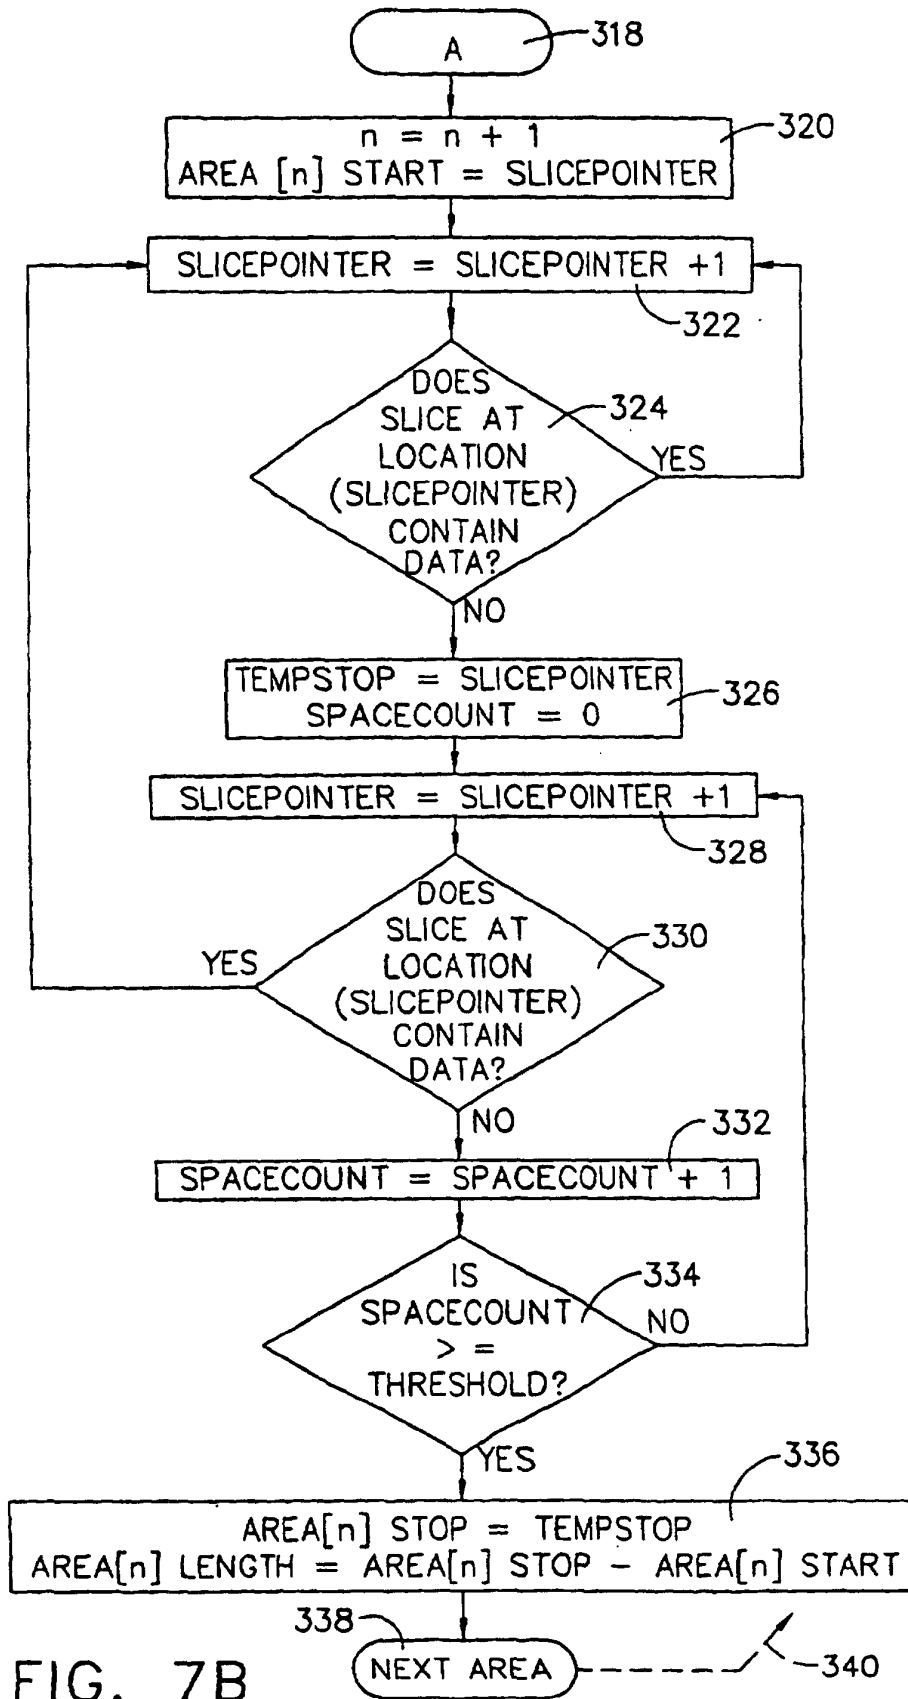 A
318
n = n + 1
AREA [n] START = SLICEPOINTER
320
SLICEPOINTER = SLICEPOINTER +1
322
DOES
SLICE AT
LOCATION
(SLICEPOINTER)
CONTAIN
DATA?
324
YES
NO
TEMPSTOP = SLICEPOINTER
SPACECOUNT = 0
326
SLICEPOINTER = SLICEPOINTER +1
328
DOES
SLICE AT
LOCATION
(SLICEPOINTER)
CONTAIN
DATA?
330
YES
NO
332
SPACECOUNT = SPACECOUNT + 1
IS
SPACECOUNT
> =
THRESHOLD?
334
NO
YES
336
AREA[n] STOP = TEMPSTOP
AREA[n] LENGTH = AREA[n] STOP - AREA[n] START
338
NEXT AREA
340
FIG. 7B